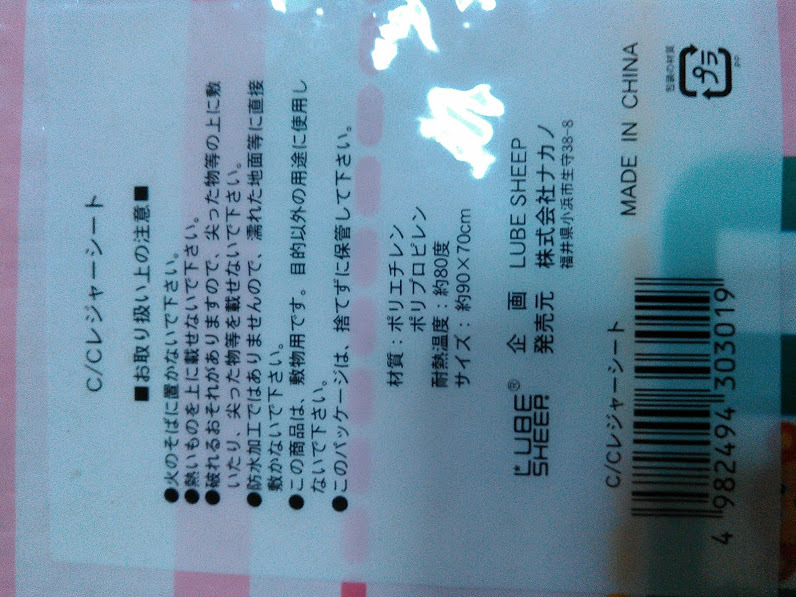 C/Cレジャーシート
■お取り扱い上の注意■
●火のそばに置かないで下さい。
●熱いものを上に載せないで下さい。
●破れるおそれがありますので、尖った物等の上に敷
いたり、尖った物等を載せないで下さい。
●防水加工ではありませんので、濡れた地面等に直接
敷かないで下さい。
●この商品は、敷物用です。目的以外の用途に使用し
ないで下さい。
●このパッケージは、捨てずに保管して下さい。
材質：ポリエチレン
ポリプロピレン
耐熱温度：約80度
サイズ：約90×70cm
LUBE®
SHEEP.
企画 LUBE SHEEP
発売元 株式会社ナカノ
福井県小浜市生守38-8
C/Cレジャーシート
MADE IN CHINA
4 982494 303019
包装の材質
プラ
PP